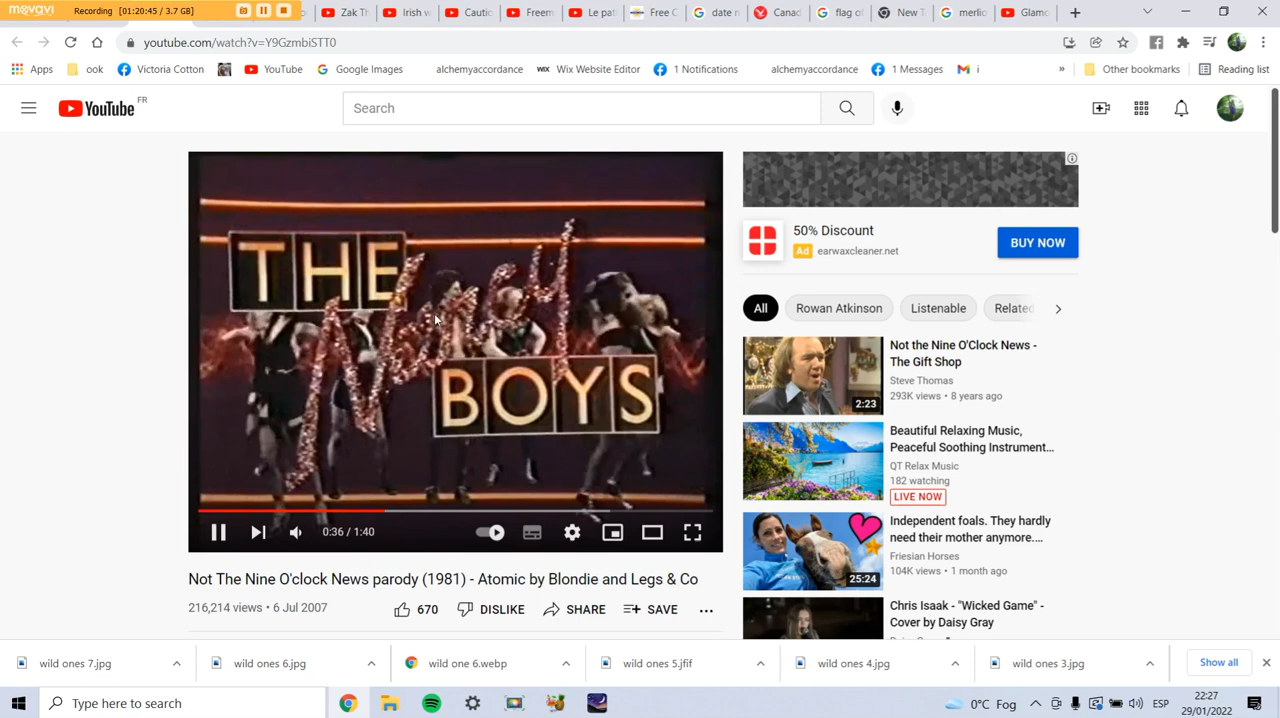 movavi Recording [01:20:45 / 3.7 GB]
Zak Th
Irish w
Cautio
Freem
Le pat
Free C
date n
Canad
flag of
New T
merlio
Glamo
youtube.com/watch?v=Y9GzmbiSTT0
Apps
ook
Victoria Cotton
YouTube
Google Images
alchemyaccordance
WIX Wix Website Editor
1 Notifications
alchemyaccordance
1 Messages
i
»
Other bookmarks
Reading list
YouTube FR
Search
THE
BOYS
0:36 / 1:40
50% Discount
Ad earwaxcleaner.net
BUY NOW
All
Rowan Atkinson
Listenable
Related
Not the Nine O'Clock News -
The Gift Shop
Steve Thomas
293K views • 8 years ago
2:23
Beautiful Relaxing Music,
Peaceful Soothing Instrument...
QT Relax Music
182 watching
LIVE NOW
Independent foals. They hardly
need their mother anymore....
Friesian Horses
104K views • 1 month ago
25:24
Chris Isaak - "Wicked Game" -
Cover by Daisy Gray
Not The Nine O'clock News parody (1981) - Atomic by Blondie and Legs & Co
216,214 views • 6 Jul 2007
670
DISLIKE
SHARE
SAVE
wild ones 7.jpg
wild ones 6.jpg
wild one 6.webp
wild ones 5.jfif
wild ones 4.jpg
wild ones 3.jpg
Show all
Type here to search
0°C Fog
ESP
22:27
29/01/2022